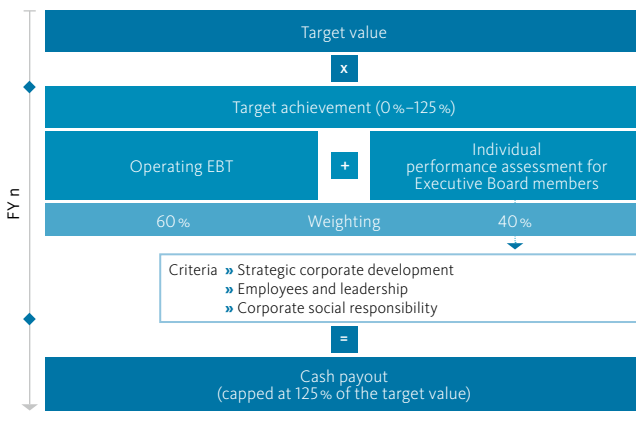 Target value
x
Target achievement (0 %–125 %)
Operating EBT
+
Individual
performance assessment for
Executive Board members
FY n
60 %
Weighting
40 %
Criteria » Strategic corporate development
» Employees and leadership
» Corporate social responsibility
=
Cash payout
(capped at 125 % of the target value)